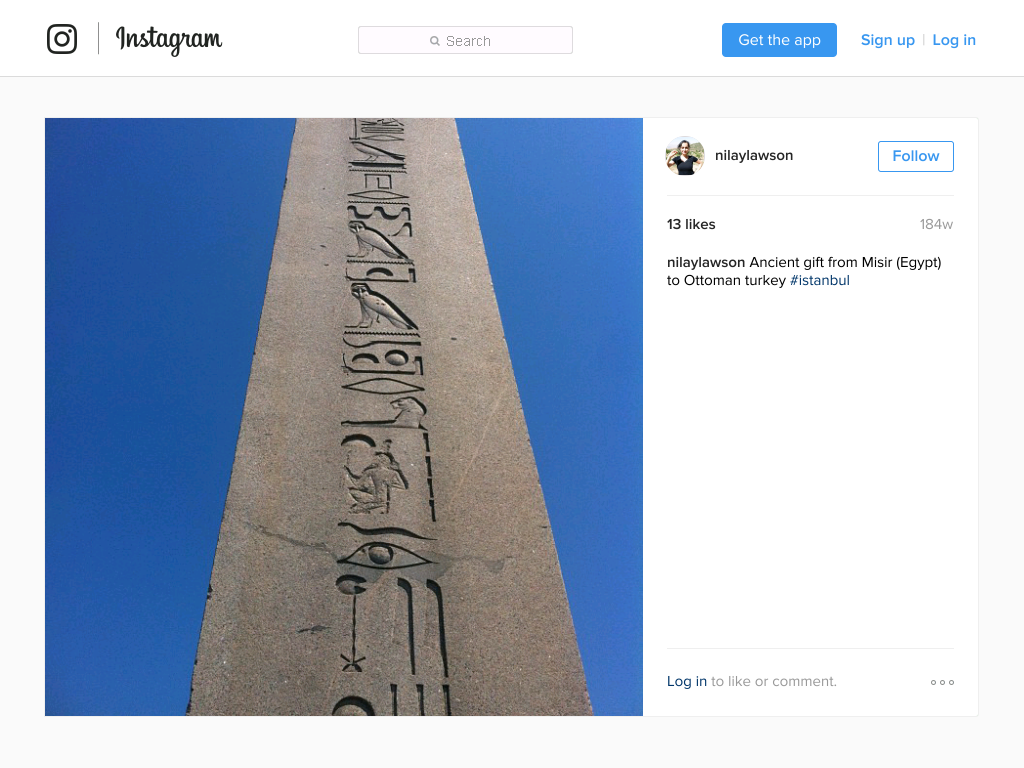 Instagram
Search
Get the app
Sign up | Log in
nilaylawson
Follow
13 likes
184w
nilaylawson Ancient gift from Misir (Egypt)
to Ottoman turkey #istanbul
Log in to like or comment.